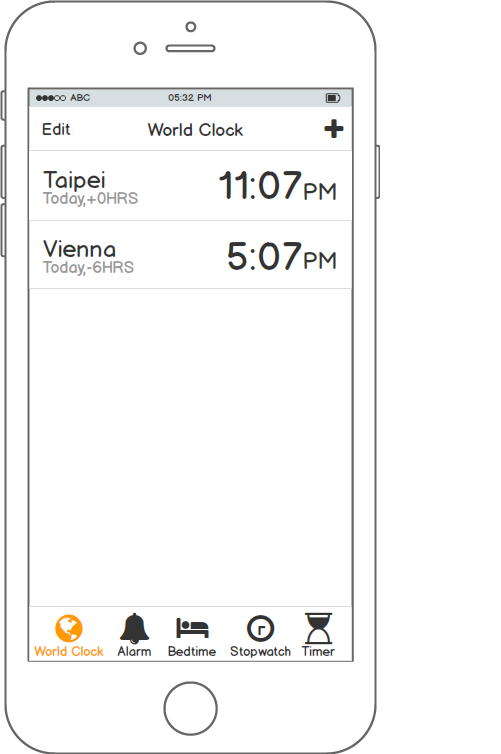 ABC 05:32 PM
Edit World Clock
Taipei 11:07PM
Today,+0HRS
Vienna 5:07PM
Today,-6HRS
World Clock Alarm Bedtime Stopwatch Timer